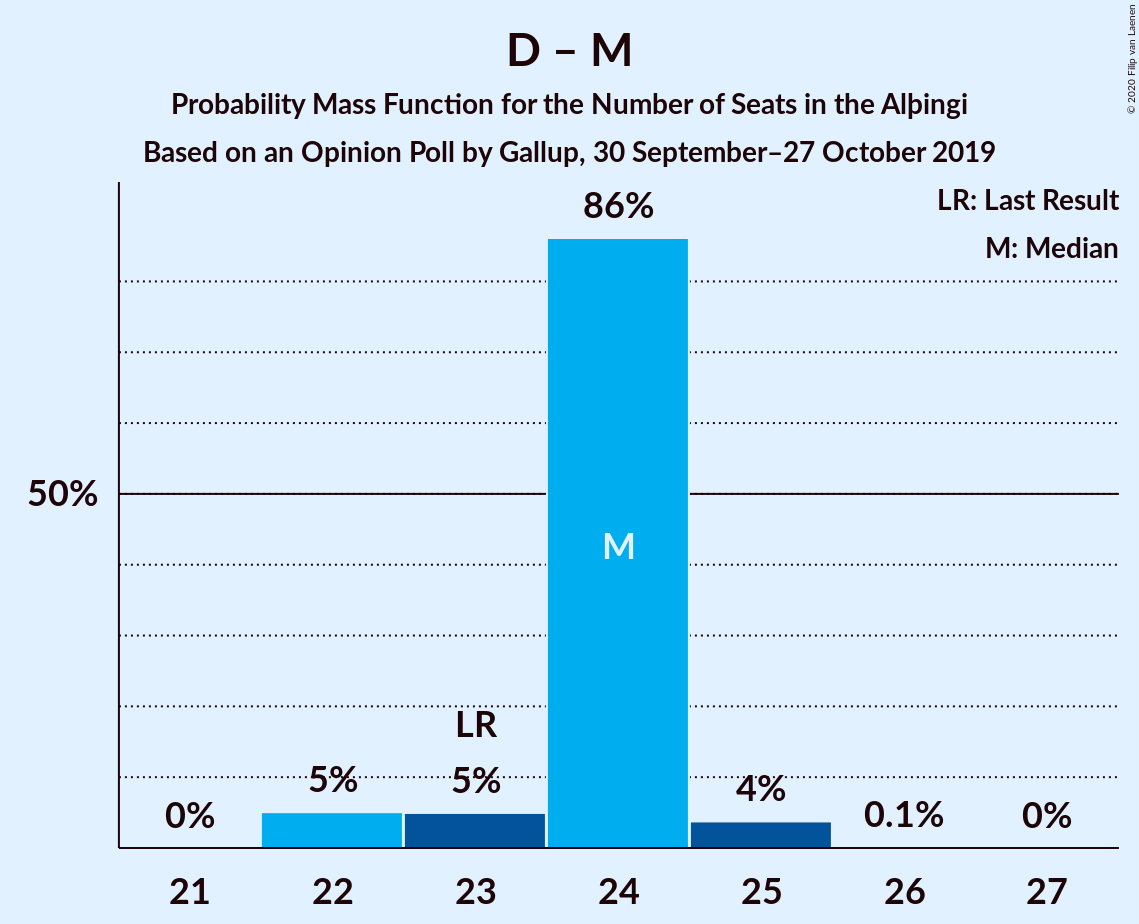 D – M
Probability Mass Function for the Number of Seats in the Alþingi
Based on an Opinion Poll by Gallup, 30 September–27 October 2019
© 2020 Filip van Laenen
LR: Last Result
M: Median
86%
50%
M
LR
0%
5%
5%
4%
0.1%
0%
21
22
23
24
25
26
27